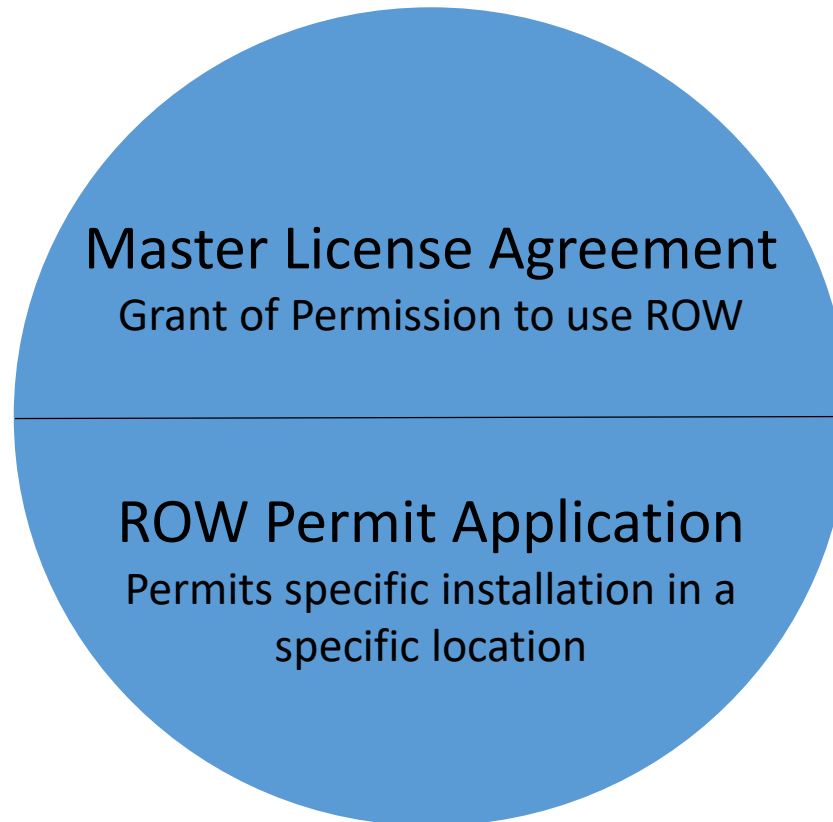 Master License Agreement
Grant of Permission to use ROW
ROW Permit Application
Permits specific installation in a
specific location